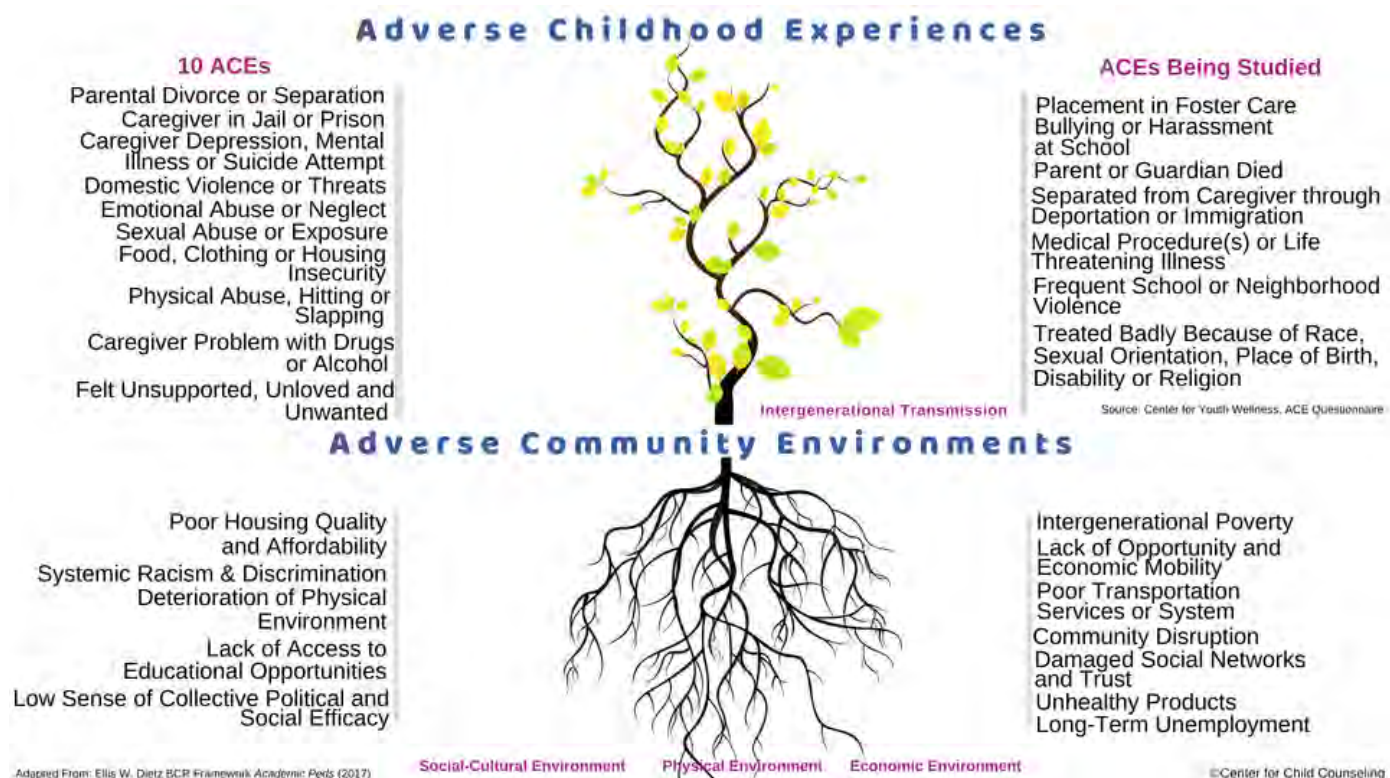 Adverse Childhood Experiences
10 ACEs
Parental Divorce or Separation
Caregiver in Jail or Prison
Caregiver Depression, Mental
Illness or Suicide Attempt
Domestic Violence or Threats
Emotional Abuse or Neglect
Sexual Abuse or Exposure
Food, Clothing or Housing
Insecurity
Physical Abuse, Hitting or
Slapping
Caregiver Problem with Drugs
or Alcohol
Felt Unsupported, Unloved and
Unwanted
ACEs Being Studied
Placement in Foster Care
Bullying or Harassment
at School
Parent or Guardian Died
Separated from Caregiver through
Deportation or Immigration
Medical Procedure(s) or Life
Threatening Illness
Frequent School or Neighborhood
Violence
Treated Badly Because of Race,
Sexual Orientation, Place of Birth,
Disability or Religion
Source: Center for Youth Wellness, ACE Questionnaire
Intergenerational Transmission
Adverse Community Environments
Poor Housing Quality
and Affordability
Systemic Racism & Discrimination
Deterioration of Physical
Environment
Lack of Access to
Educational Opportunities
Low Sense of Collective Political and
Social Efficacy
Intergenerational Poverty
Lack of Opportunity and
Economic Mobility
Poor Transportation
Services or System
Community Disruption
Damaged Social Networks
and Trust
Unhealthy Products
Long-Term Unemployment
Social-Cultural Environment
Physical Environment
Economic Environment
Adapted From: Ellis W. Dietz BCR Framework Academic Peds (2017)
©Center for Child Counseling